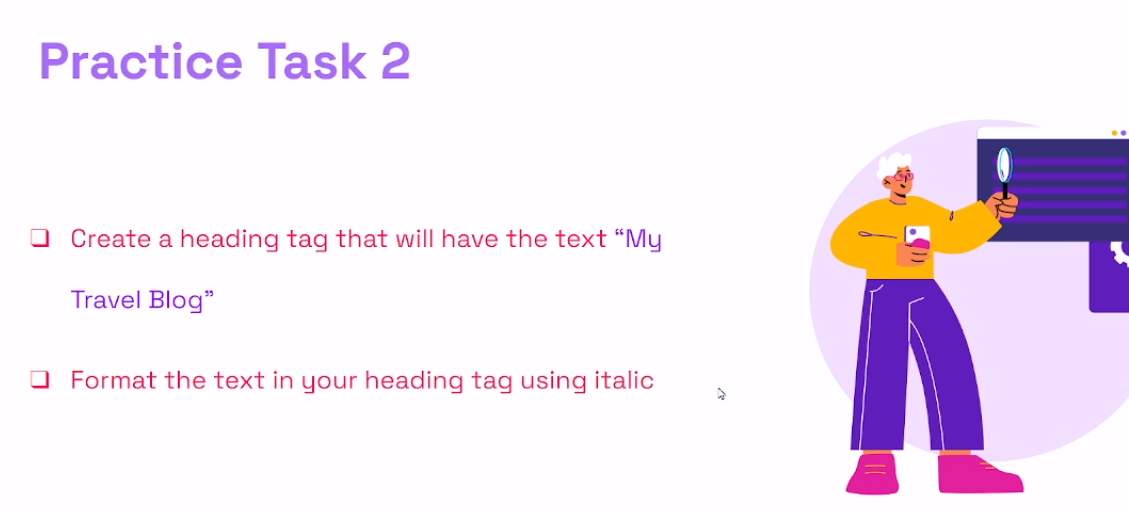 Practice Task 2
❑ Create a heading tag that will have the text “My
Travel Blog”
❑ Format the text in your heading tag using italic